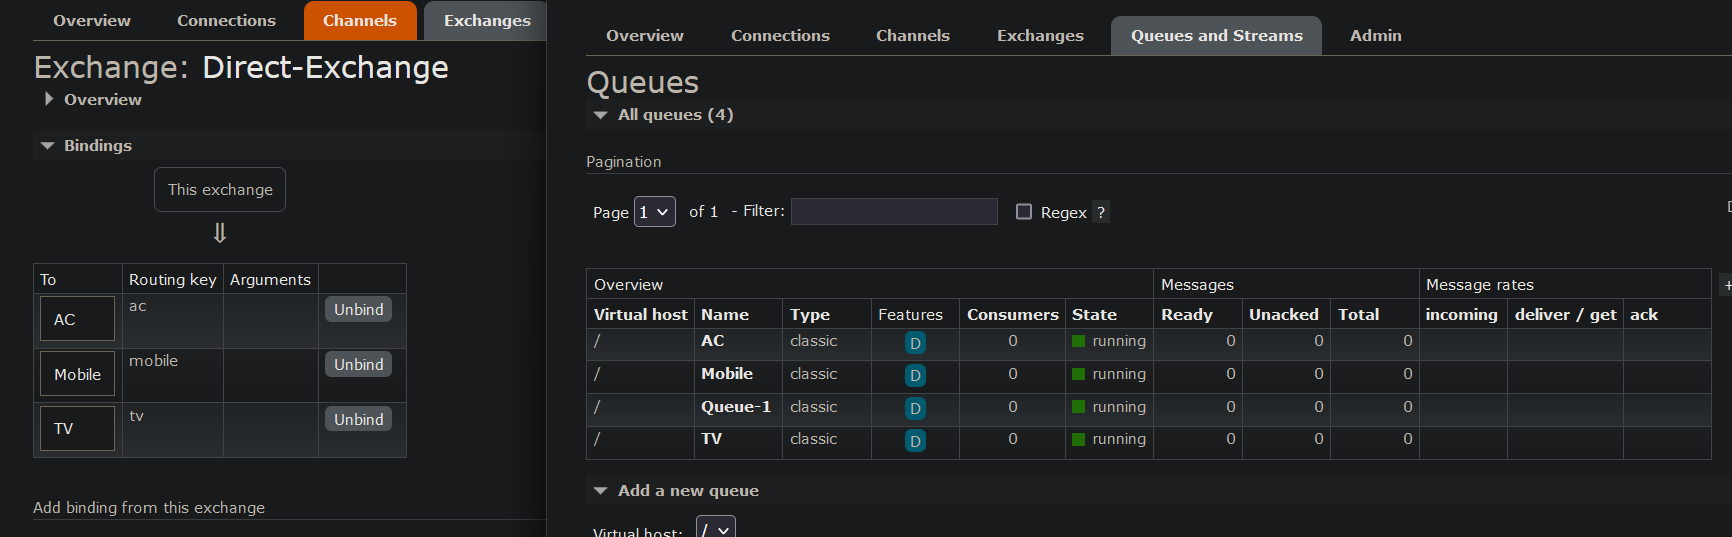 Overview Connections Channels Exchanges
Exchange: Direct-Exchange
Overview
Bindings
This exchange
⇓
To Routing key Arguments
AC ac Unbind
Mobile mobile Unbind
TV tv Unbind
Add binding from this exchange
Overview Connections Channels Exchanges Queues and Streams Admin
Queues
All queues (4)
Pagination
Page 1 of 1 - Filter: Regex ?
Overview Messages Message rates +
Virtual host Name Type Features Consumers State Ready Unacked Total incoming deliver / get ack
/ AC classic D 0 running 0 0 0
/ Mobile classic D 0 running 0 0 0
/ Queue-1 classic D 0 running 0 0 0
/ TV classic D 0 running 0 0 0
Add a new queue
Virtual host: /